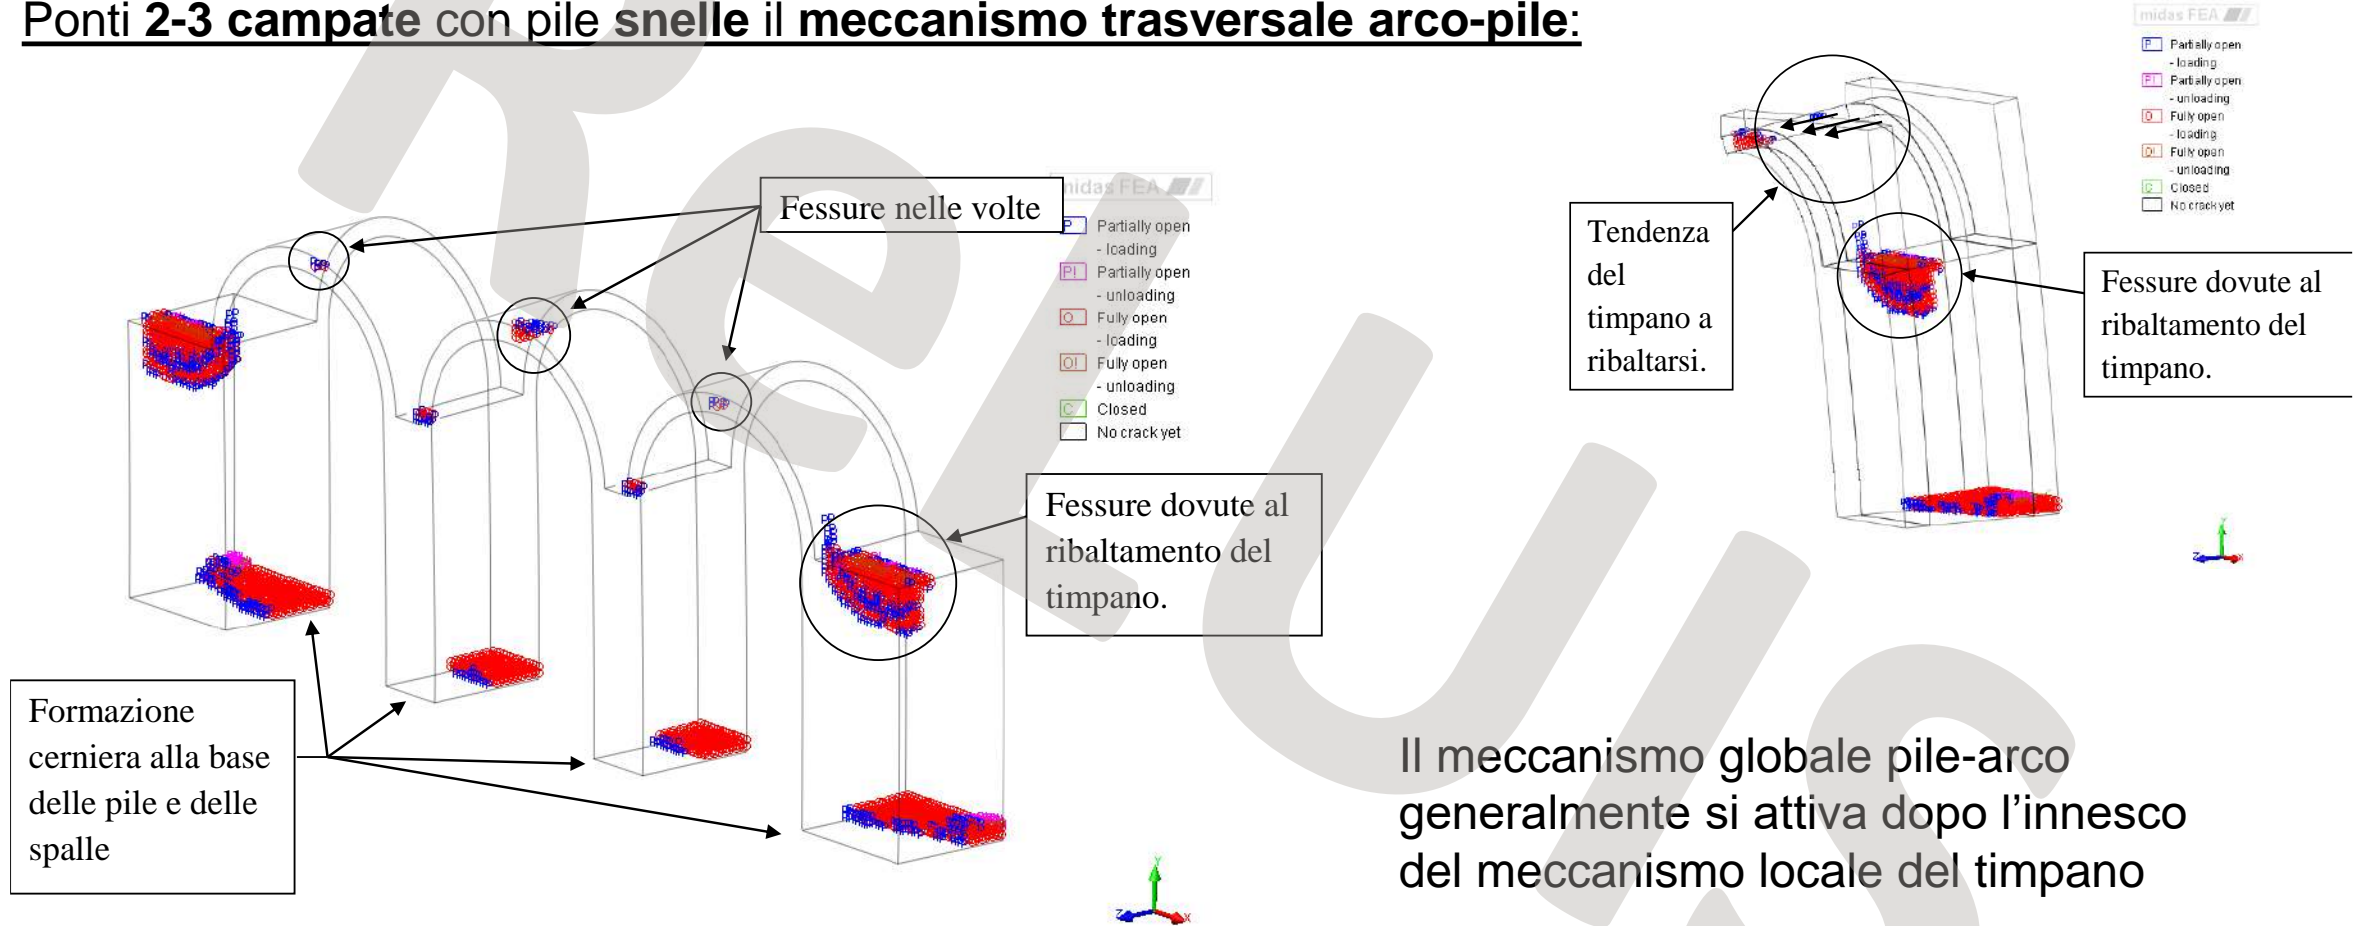 Ponti 2-3 campate con pile snelle il meccanismo trasversale arco-pile:
midas FEA
P Partially open
- loading
P! Partially open
- unloading
O Fully open
- loading
O! Fully open
- unloading
C Closed
No crack yet
Fessure nelle volte
midas FEA
P Partially open
- loading
P! Partially open
- unloading
O Fully open
- loading
O! Fully open
- unloading
C Closed
No crack yet
Tendenza
del
timpano a
ribaltarsi.
Fessure dovute al
ribaltamento del
timpano.
Fessure dovute al
ribaltamento del
timpano.
Formazione
cerniera alla base
delle pile e delle
spalle
Il meccanismo globale pile-arco
generalmente si attiva dopo l'innesco
del meccanismo locale del timpano
Y
Z
X
Y
Z
X
ReLUIS